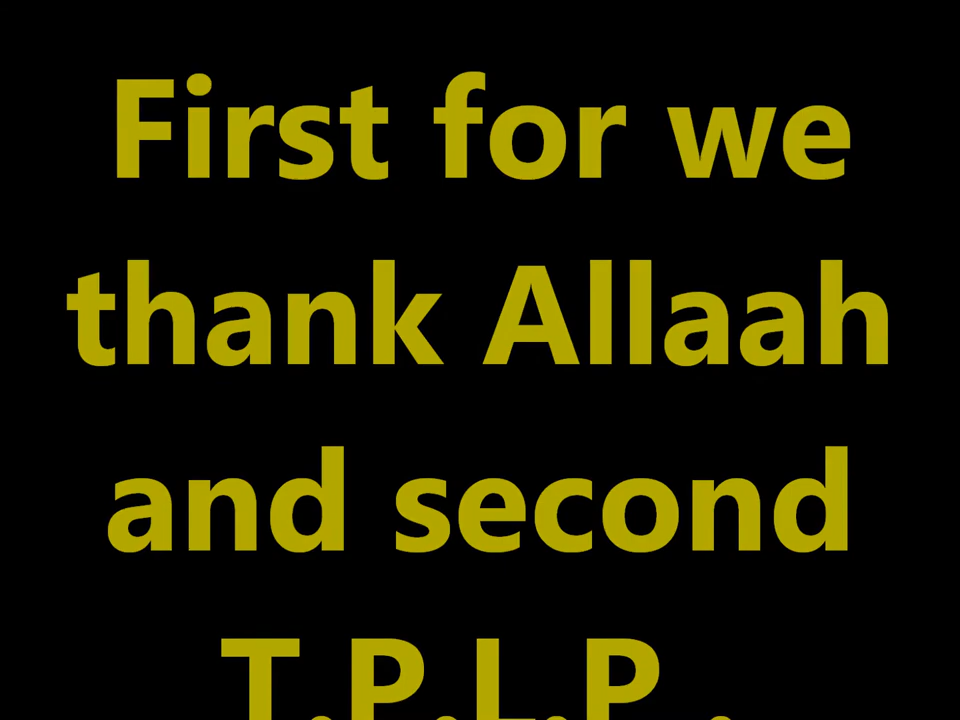 First for we
thank Allaah
and second
T.P.L.P .